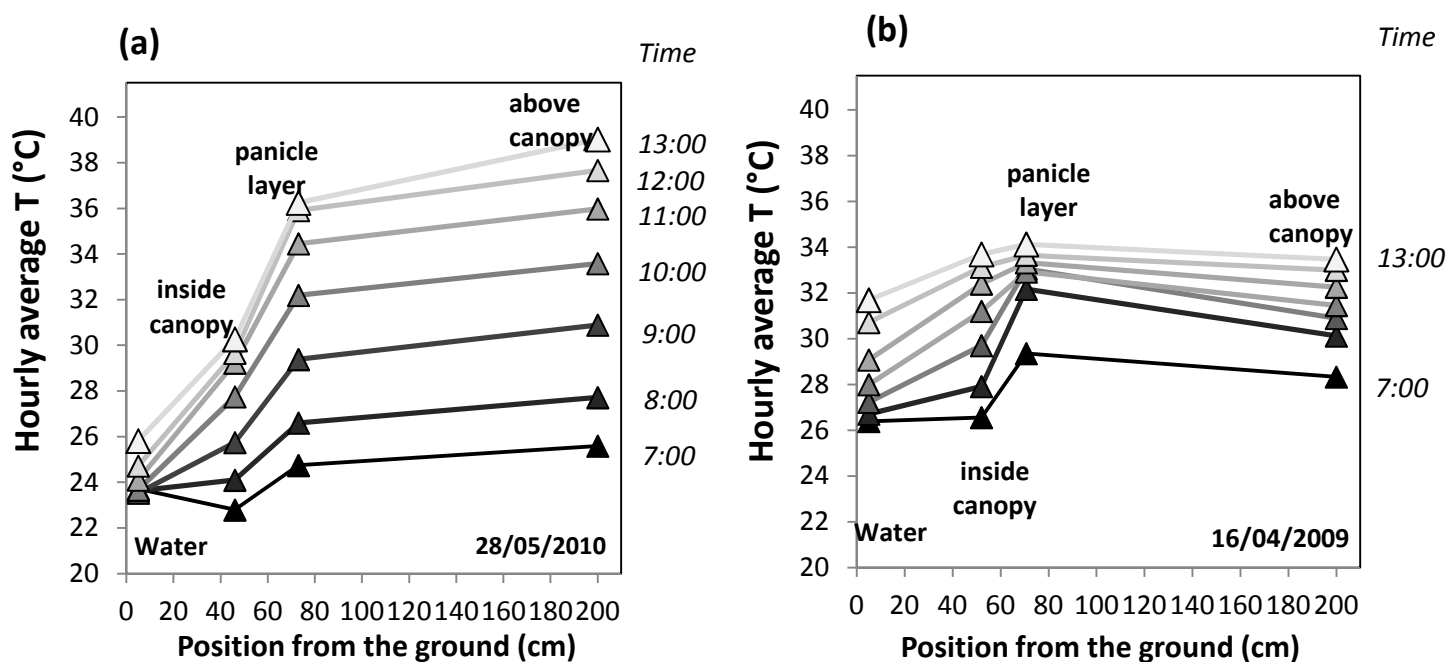 (a)
Time
Hourly average T (°C)
40
38
36
34
32
30
28
26
24
22
20
above
canopy
panicle
layer
inside
canopy
Water
28/05/2010
13:00
12:00
11:00
10:00
9:00
8:00
7:00
0 20 40 60 80 100 120 140 160 180 200
Position from the ground (cm)
(b)
Time
Hourly average T (°C)
40
38
36
34
32
30
28
26
24
22
20
panicle
layer
above
canopy
inside
canopy
Water
16/04/2009
13:00
7:00
0 20 40 60 80 100 120 140 160 180 200
Position from the ground (cm)